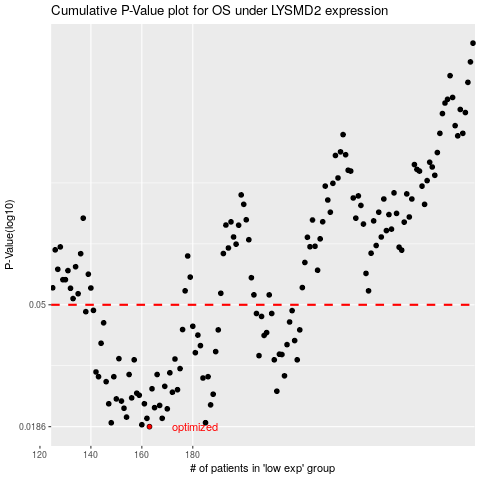 Cumulative P-Value plot for OS under LYSMD2 expression
P-Value(log10)
0.05
0.0186
optimized
120 140 160 180
# of patients in 'low exp' group